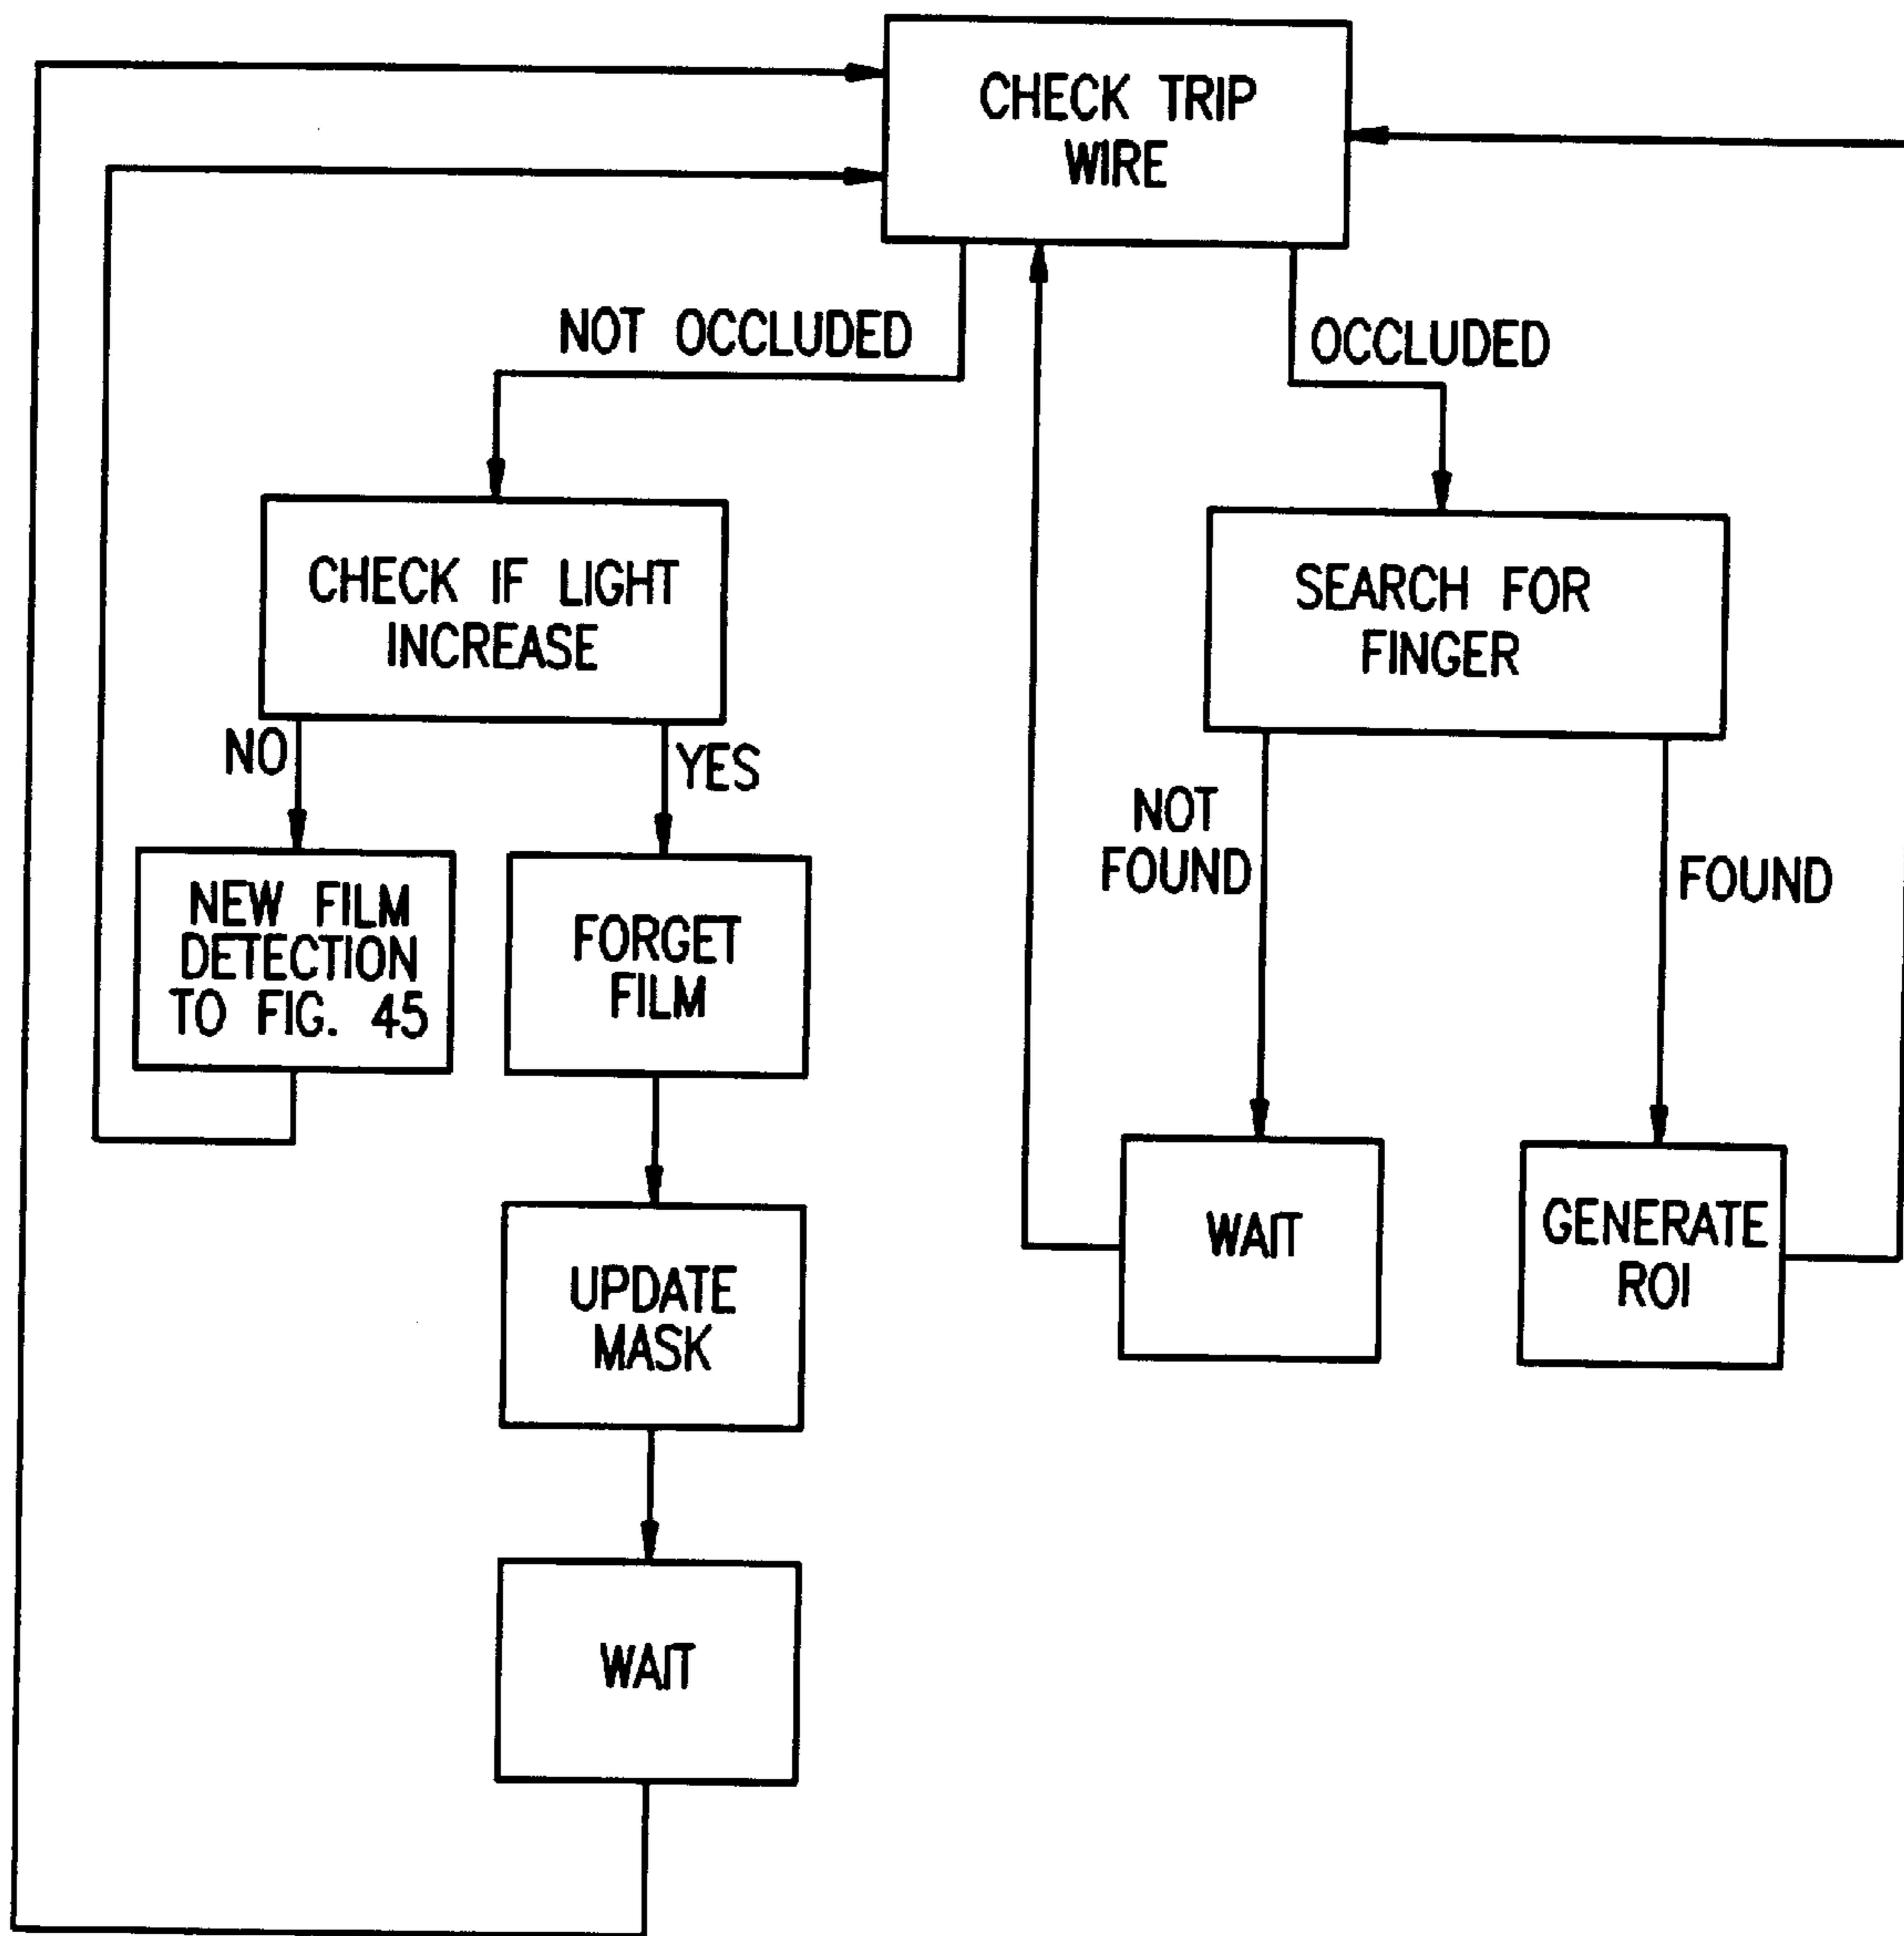 CHECK TRIP
WIRE
NOT OCCLUDED
OCCLUDED
CHECK IF LIGHT
INCREASE
SEARCH FOR
FINGER
NO
YES
NOT
FOUND
FOUND
NEW FILM
DETECTION
TO FIG. 45
FORGET
FILM
WAIT
GENERATE
ROI
UPDATE
MASK
WAIT